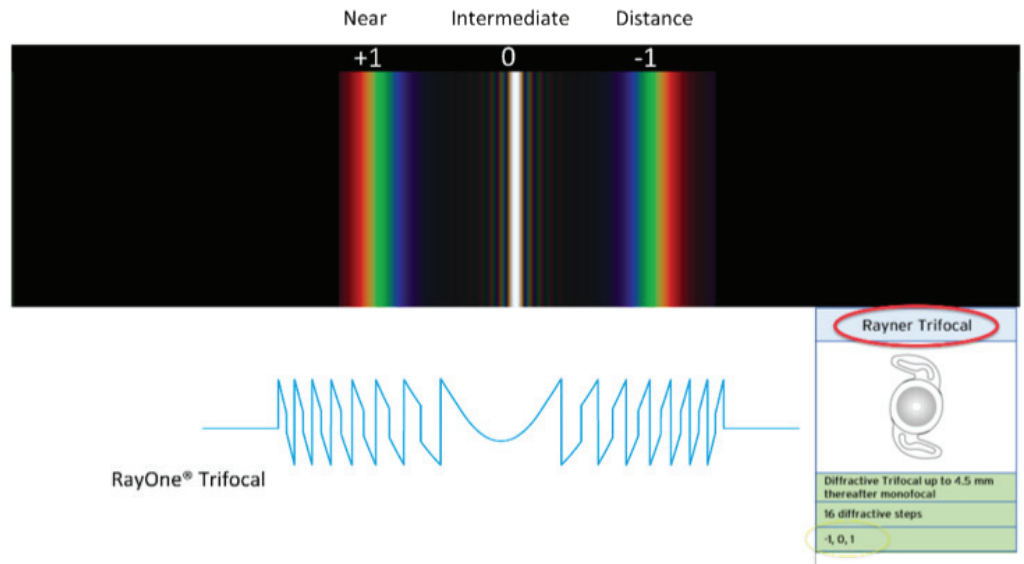 Near Intermediate Distance
+1 0 -1
Rayner Trifocal
RayOne® Trifocal
Diffractive Trifocal up to 4.5 mm
thereafter monofocal
16 diffractive steps
-1, 0, 1